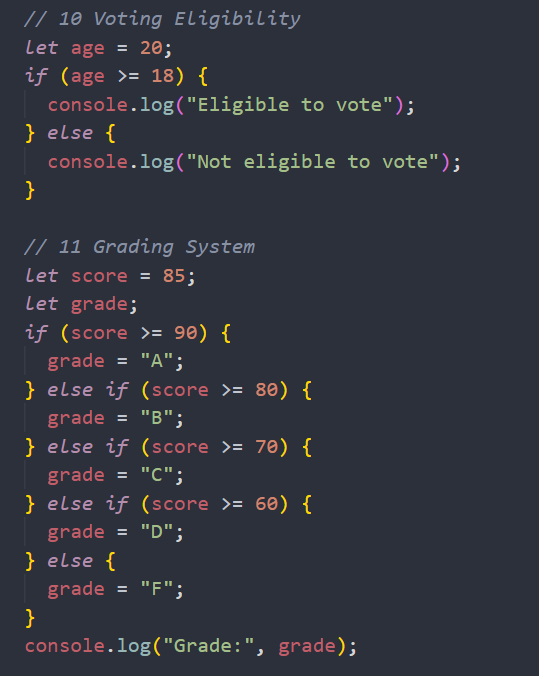 // 10 Voting Eligibility
let age = 20;
if (age >= 18) {
  console.log("Eligible to vote");
} else {
  console.log("Not eligible to vote");
}

// 11 Grading System
let score = 85;
let grade;
if (score >= 90) {
  grade = "A";
} else if (score >= 80) {
  grade = "B";
} else if (score >= 70) {
  grade = "C";
} else if (score >= 60) {
  grade = "D";
} else {
  grade = "F";
}
console.log("Grade:", grade);